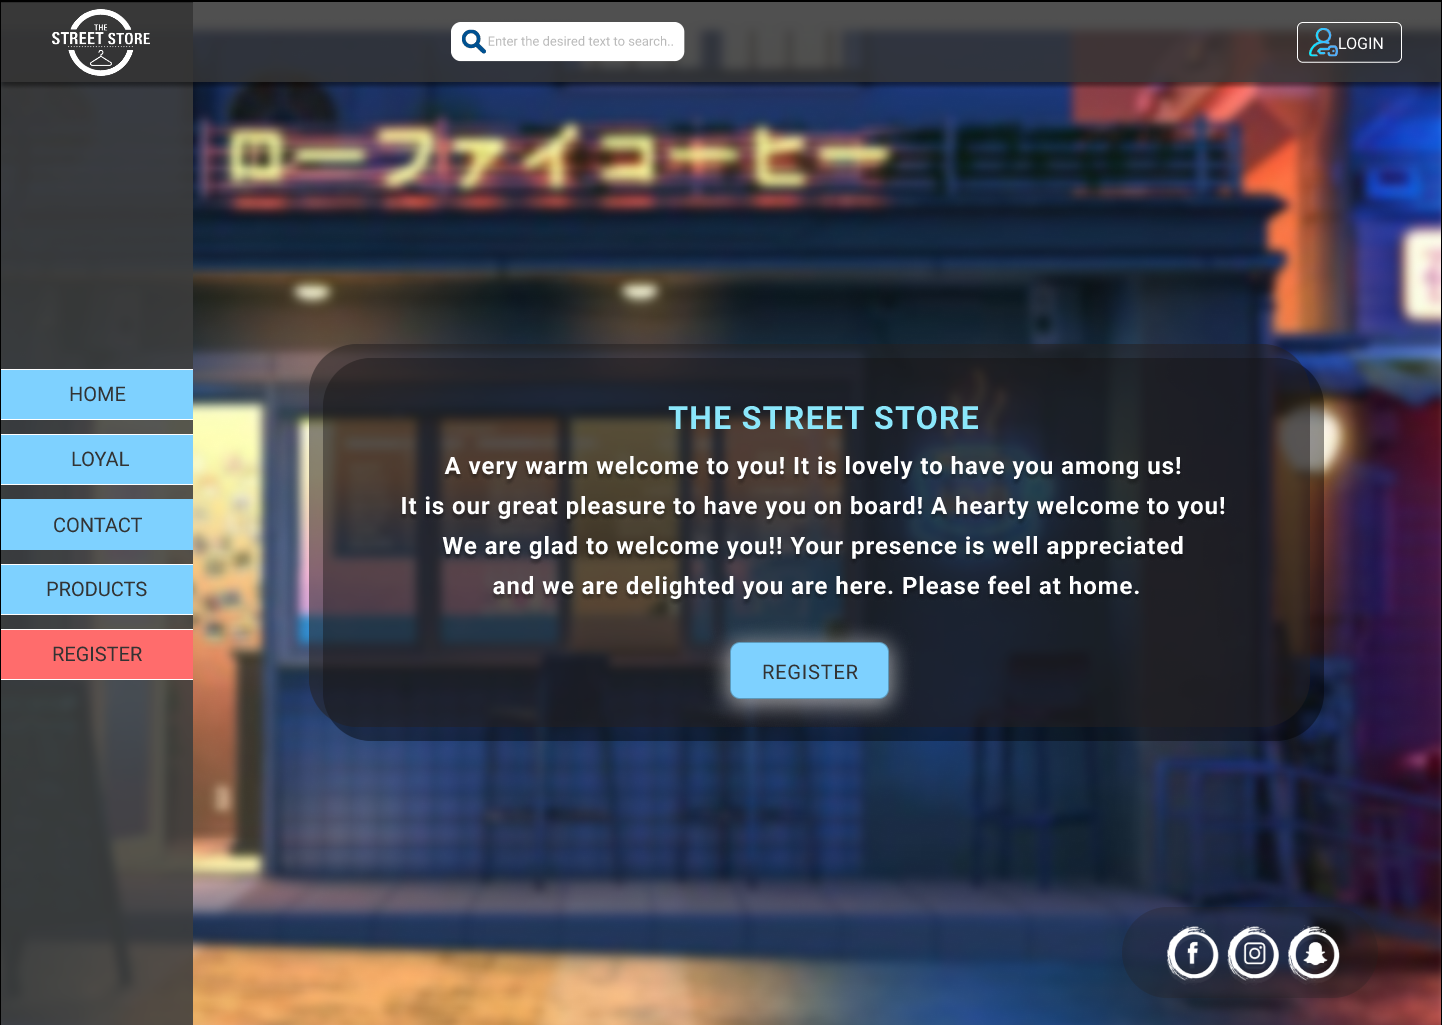 THE
STREET STORE
Enter the desired text to search..
LOGIN
ローファイコーヒー
HOME
LOYAL
CONTACT
PRODUCTS
REGISTER
THE STREET STORE
A very warm welcome to you! It is lovely to have you among us!
It is our great pleasure to have you on board! A hearty welcome to you!
We are glad to welcome you!! Your presence is well appreciated
and we are delighted you are here. Please feel at home.
REGISTER